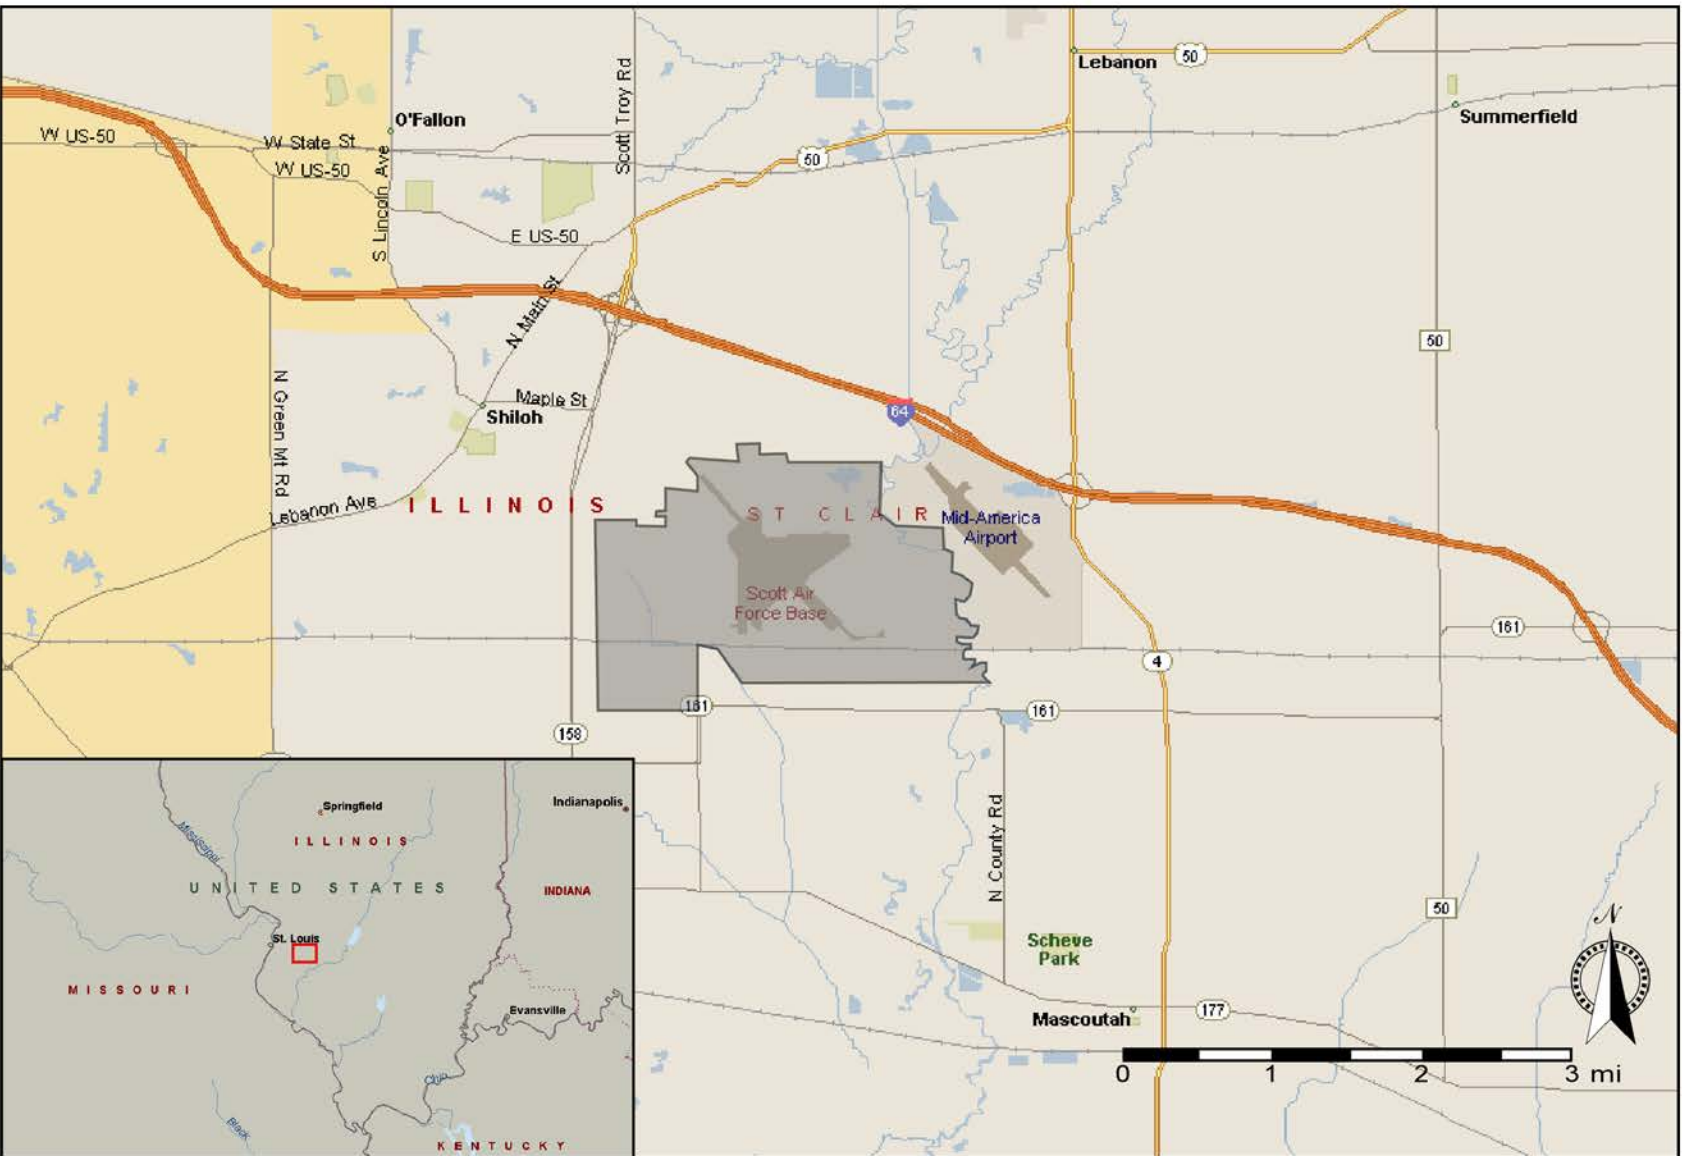 Lebanon
50
Summerfield
O'Fallon
W US-50
W State St
W US-50
S Lincoln Ave
Scott Troy Rd
50
E US-50
N Main St
50
N Green Mt Rd
Maple St
Shiloh
64
Lebanon Ave
ILLINOIS
ST CLAIR
Mid-America
Airport
Scott Air
Force Base
161
4
161
161
158
N County Rd
50
N
Scheve
Park
Mascoutah
177
0 1 2 3 mi
Springfield
Indianapolis
Mississippi
ILLINOIS
UNITED STATES
INDIANA
St. Louis
MISSOURI
Evansville
Ohio
Black
KENTUCKY